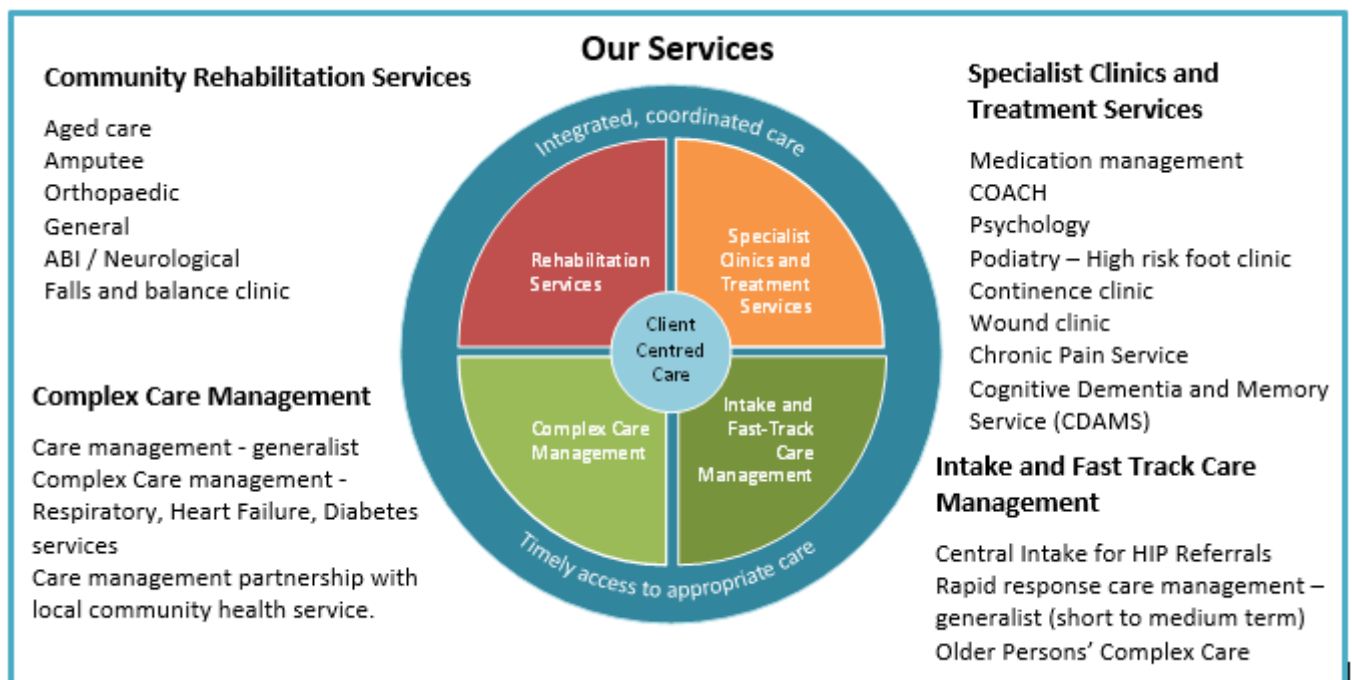 Our Services
Community Rehabilitation Services
Aged care
Amputee
Orthopaedic
General
ABI / Neurological
Falls and balance clinic
Complex Care Management
Care management - generalist
Complex Care management -
Respiratory, Heart Failure, Diabetes
services
Care management partnership with
local community health service.
Integrated, coordinated care
Rehabilitation
Services
Specialist
Clinics and
Treatment
Services
Client
Centred
Care
Complex Care
Management
Intake and
Fast-Track
Care
Management
Timely access to appropriate care
Specialist Clinics and
Treatment Services
Medication management
COACH
Psychology
Podiatry – High risk foot clinic
Continence clinic
Wound clinic
Chronic Pain Service
Cognitive Dementia and Memory
Service (CDAMS)
Intake and Fast Track Care
Management
Central Intake for HIP Referrals
Rapid response care management –
generalist (short to medium term)
Older Persons’ Complex Care